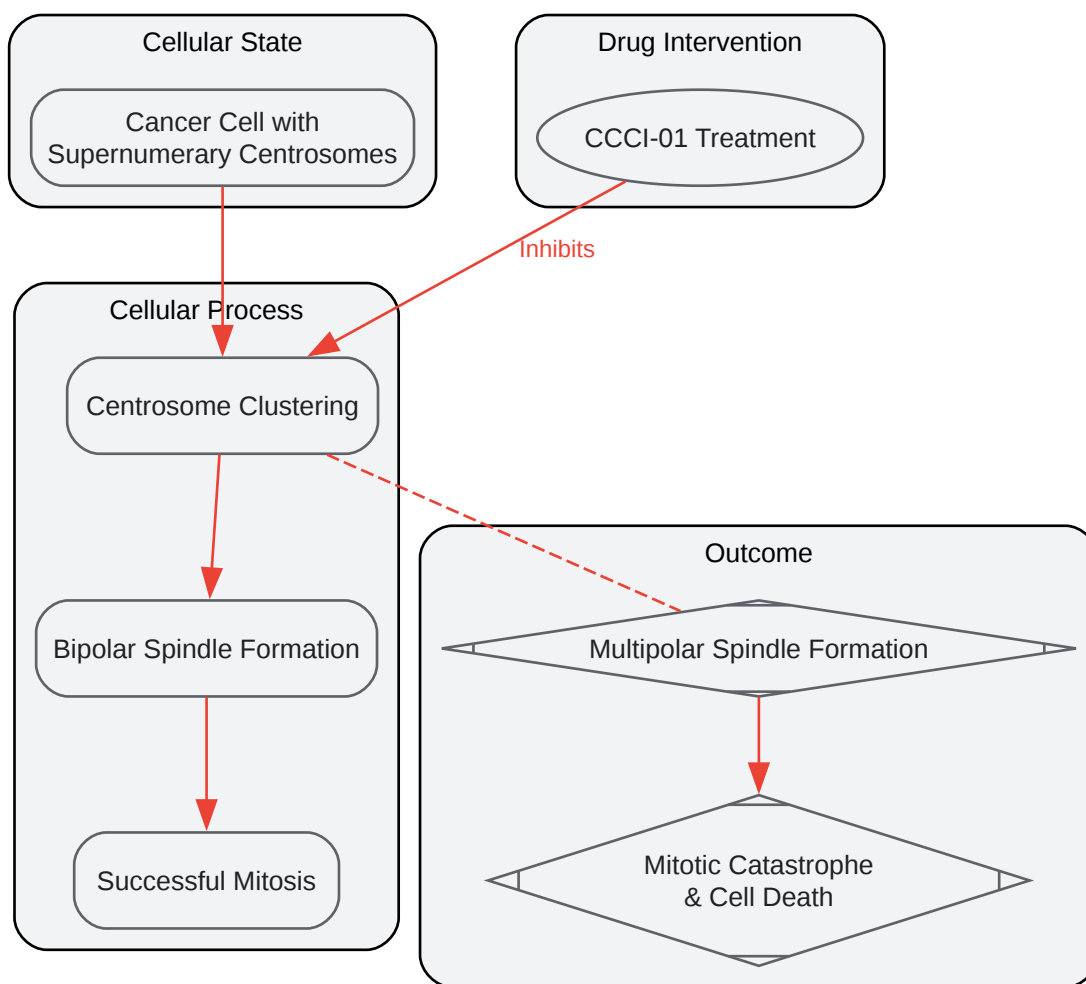 Cellular State
Drug Intervention
Cancer Cell with
Supernumerary Centrosomes
CCCI-01 Treatment
Inhibits
Cellular Process
Centrosome Clustering
Outcome
Bipolar Spindle Formation
Multipolar Spindle Formation
Successful Mitosis
Mitotic Catastrophe
& Cell Death